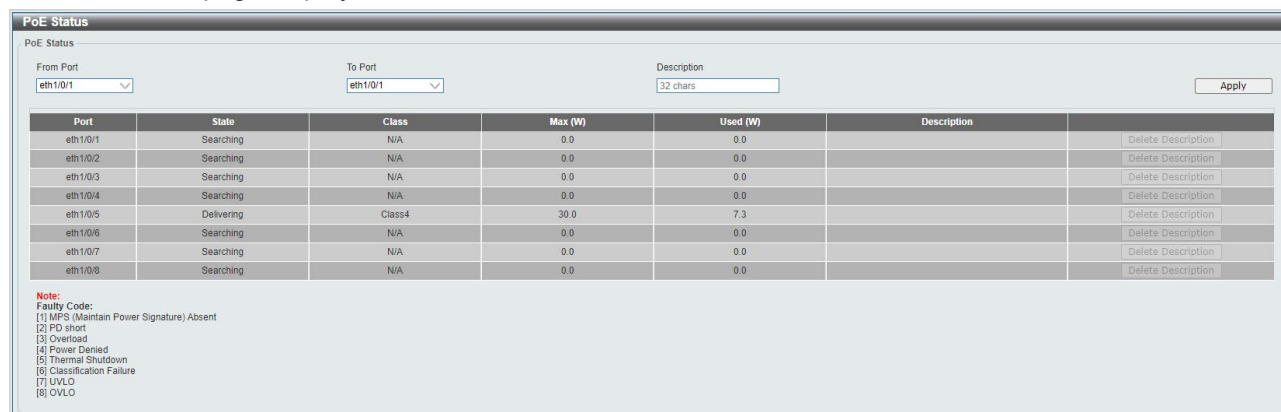 PoE Status
PoE Status
From Port To Port Description
eth1/0/1 eth1/0/1 32 chars Apply
Port State Class Max (W) Used (W) Description
eth1/0/1 Searching N/A 0.0 0.0 Delete Description
eth1/0/2 Searching N/A 0.0 0.0 Delete Description
eth1/0/3 Searching N/A 0.0 0.0 Delete Description
eth1/0/4 Searching N/A 0.0 0.0 Delete Description
eth1/0/5 Delivering Class4 30.0 7.3 Delete Description
eth1/0/6 Searching N/A 0.0 0.0 Delete Description
eth1/0/7 Searching N/A 0.0 0.0 Delete Description
eth1/0/8 Searching N/A 0.0 0.0 Delete Description
Note:
Faulty Code:
[1] MPS (Maintain Power Signature) Absent
[2] PD short
[3] Overload
[4] Power Denied
[5] Thermal Shutdown
[6] Classification Failure
[7] UVLO
[8] OVLO